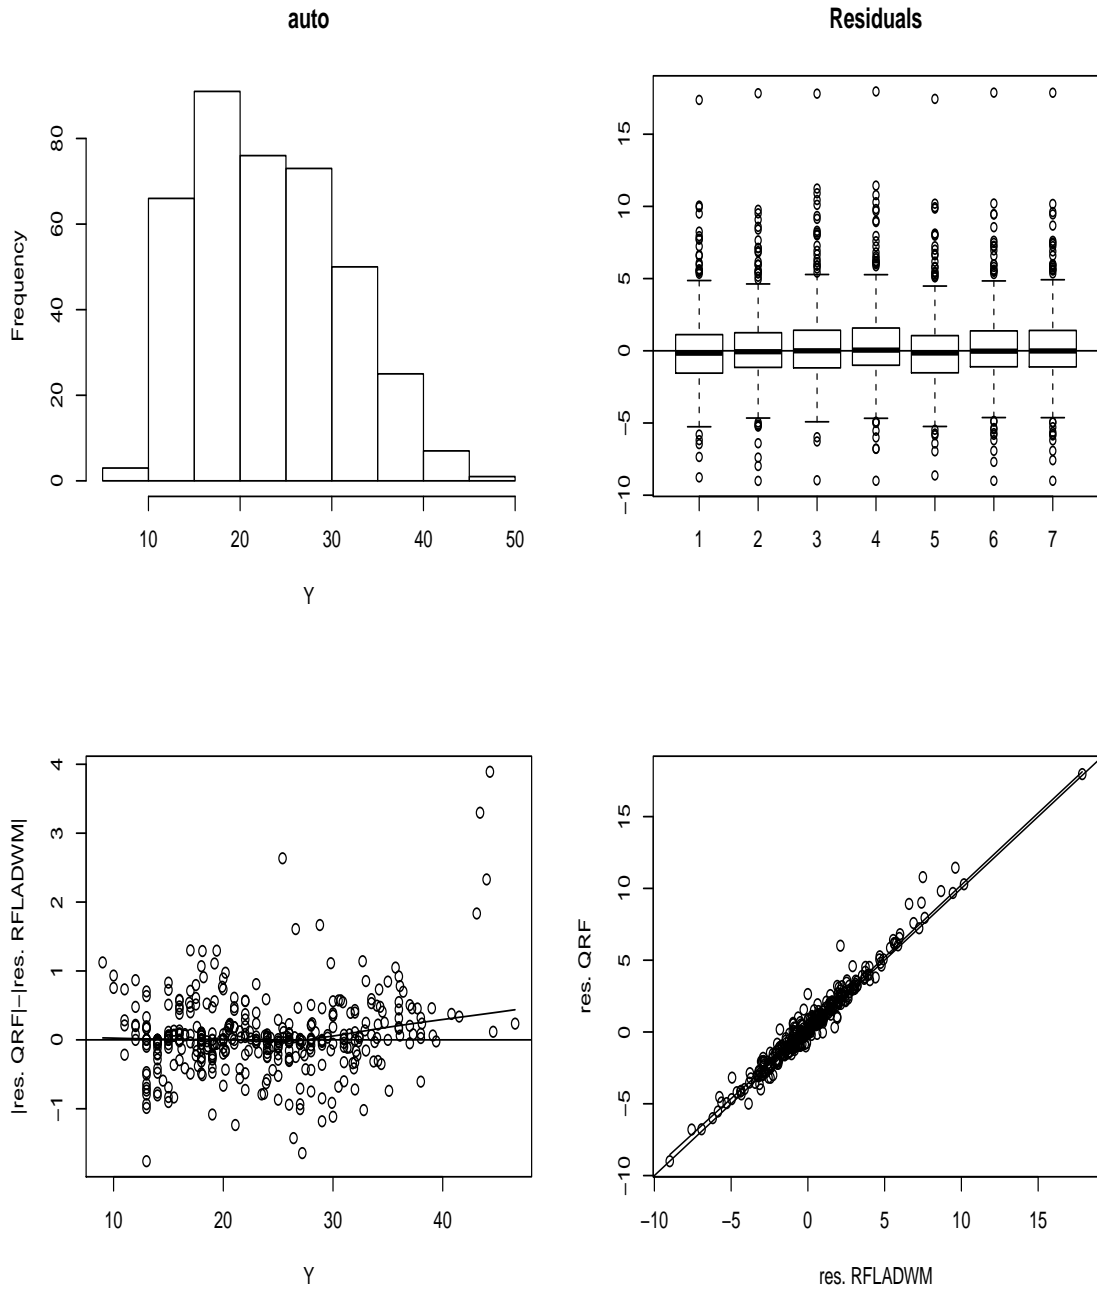 auto
Frequency
0
20
40
60
80
10 20 30 40 50
Y
Residuals
−10
−5
0
5
10
15
1 2 3 4 5 6 7
|res. QRF|−|res. RFLADWM|
−1
0
1
2
3
4
10 20 30 40
Y
res. QRF
−10
−5
0
5
10
15
−10 −5 0 5 10 15
res. RFLADWM